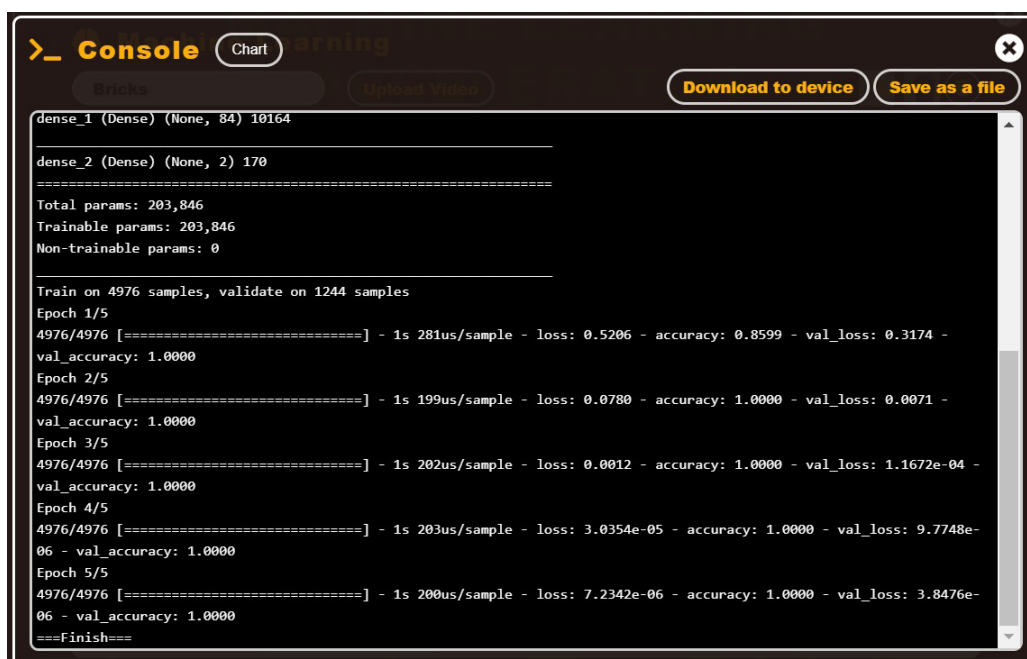 >_ Console Chart
Machine Learning
Bricks Upload Video
Download to device Save as a file
dense_1 (Dense) (None, 84) 10164
_________________________________________________________________
dense_2 (Dense) (None, 2) 170
=================================================================
Total params: 203,846
Trainable params: 203,846
Non-trainable params: 0
_________________________________________________________________
Train on 4976 samples, validate on 1244 samples
Epoch 1/5
4976/4976 [==============================] - 1s 281us/sample - loss: 0.5206 - accuracy: 0.8599 - val_loss: 0.3174 -
val_accuracy: 1.0000
Epoch 2/5
4976/4976 [==============================] - 1s 199us/sample - loss: 0.0780 - accuracy: 1.0000 - val_loss: 0.0071 -
val_accuracy: 1.0000
Epoch 3/5
4976/4976 [==============================] - 1s 202us/sample - loss: 0.0012 - accuracy: 1.0000 - val_loss: 1.1672e-04 -
val_accuracy: 1.0000
Epoch 4/5
4976/4976 [==============================] - 1s 203us/sample - loss: 3.0354e-05 - accuracy: 1.0000 - val_loss: 9.7748e-
06 - val_accuracy: 1.0000
Epoch 5/5
4976/4976 [==============================] - 1s 200us/sample - loss: 7.2342e-06 - accuracy: 1.0000 - val_loss: 3.8476e-
06 - val_accuracy: 1.0000
===Finish===